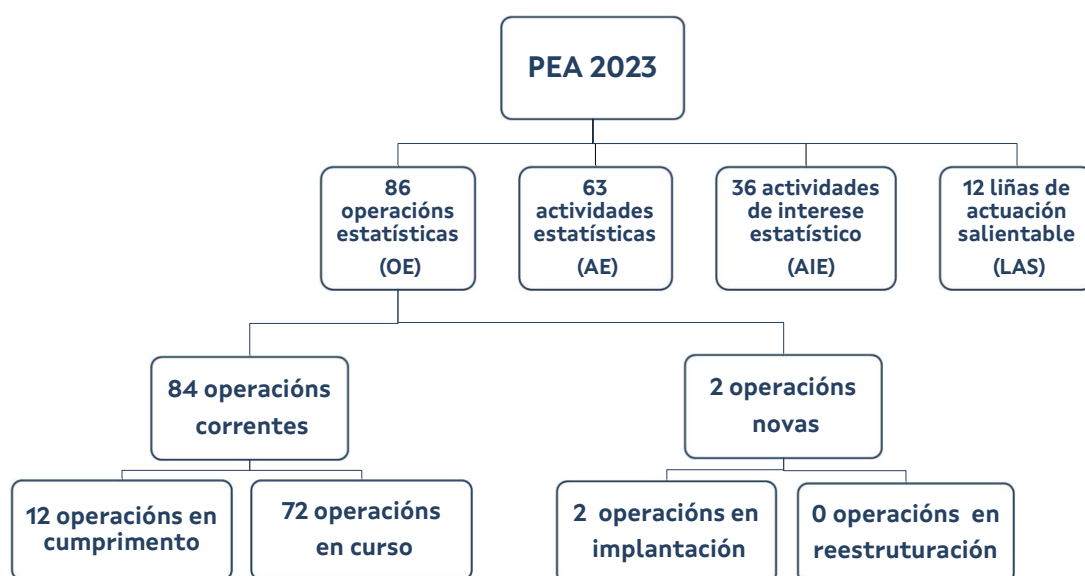 PEA 2023
86
operacións
estatísticas
(OE)
63
actividades
estatísticas
(AE)
36 actividades
de interese
estatístico
(AIE)
12 liñas de
actuación
salientable
(LAS)
84 operacións
correntes
2 operacións
novas
12 operacións en
cumprimento
72 operacións
en curso
2 operacións en
implantación
0 operacións en
reestruturación